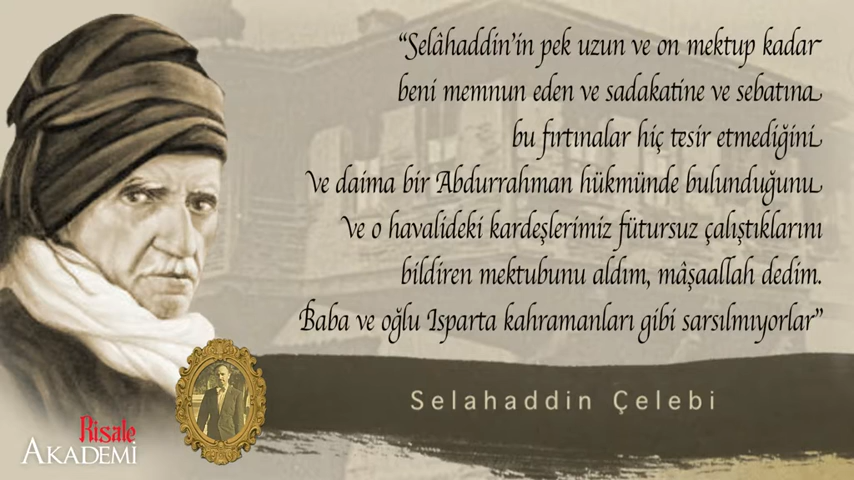 “Selâhaddin’in pek uzun ve on mektup kadar
beni memnun eden ve sadakatine ve sebatına
bu fırtınalar hiç tesir etmediğini
ve daima bir Abdurrahman hükmünde bulunduğunu
ve o havalideki kardeşlerimiz fütursuz çalıştıklarını
bildiren mektubunu aldım, mâşaallah dedim.
Baba ve oğlu Isparta kahramanları gibi sarsılmıyorlar”
Selahaddin Çelebi
Risale
AKADEMİ